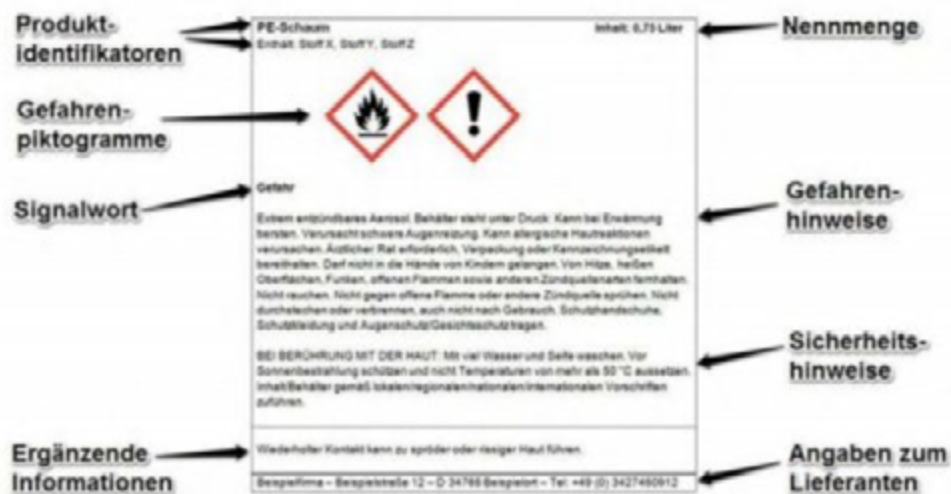 Produkt-
identifikatoren
PE-Schaum
Inhalt: 0,75 Liter
Nennmenge
Enthält: Stoff X, Stoff Y, Stoff Z
Gefahren-
piktogramme
Signalwort
Gefahr
Gefahren-
hinweise
Extrem entzündbares Aerosol. Behälter steht unter Druck: Kann bei Erwärmung
bersten. Verursacht schwere Augenreizung. Kann allergische Hautreaktionen
verursachen. Ärztlicher Rat erforderlich, Verpackung oder Kennzeichnungsetikett
bereithalten. Darf nicht in die Hände von Kindern gelangen. Von Hitze, heißen
Oberflächen, Funken, offenen Flammen sowie anderen Zündquellenarten fernhalten.
Nicht rauchen. Nicht gegen offene Flamme oder andere Zündquelle sprühen. Nicht
durchstechen oder verbrennen, auch nicht nach Gebrauch. Schutzhandschuhe,
Schutzkleidung und Augenschutz/Gesichtsschutz tragen.
Sicherheits-
hinweise
BEI BERÜHRUNG MIT DER HAUT: Mit viel Wasser und Seife waschen. Vor
Sonnenbestrahlung schützen und nicht Temperaturen von mehr als 50 °C aussetzen.
Inhalt/Behälter gemäß lokalen/regionalen/nationalen/internationalen Vorschriften
zuführen.
Ergänzende
Informationen
Wiederholter Kontakt kann zu spröder oder rissiger Haut führen.
Angaben zum
Lieferanten
Beispielfirma – Beispielstraße 12 – D 34765 Beispielort – Tel. +49 (0) 3427460912